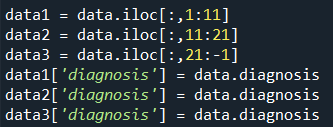 data1 = data.iloc[:,1:11]
data2 = data.iloc[:,11:21]
data3 = data.iloc[:,21:-1]
data1['diagnosis'] = data.diagnosis
data2['diagnosis'] = data.diagnosis
data3['diagnosis'] = data.diagnosis